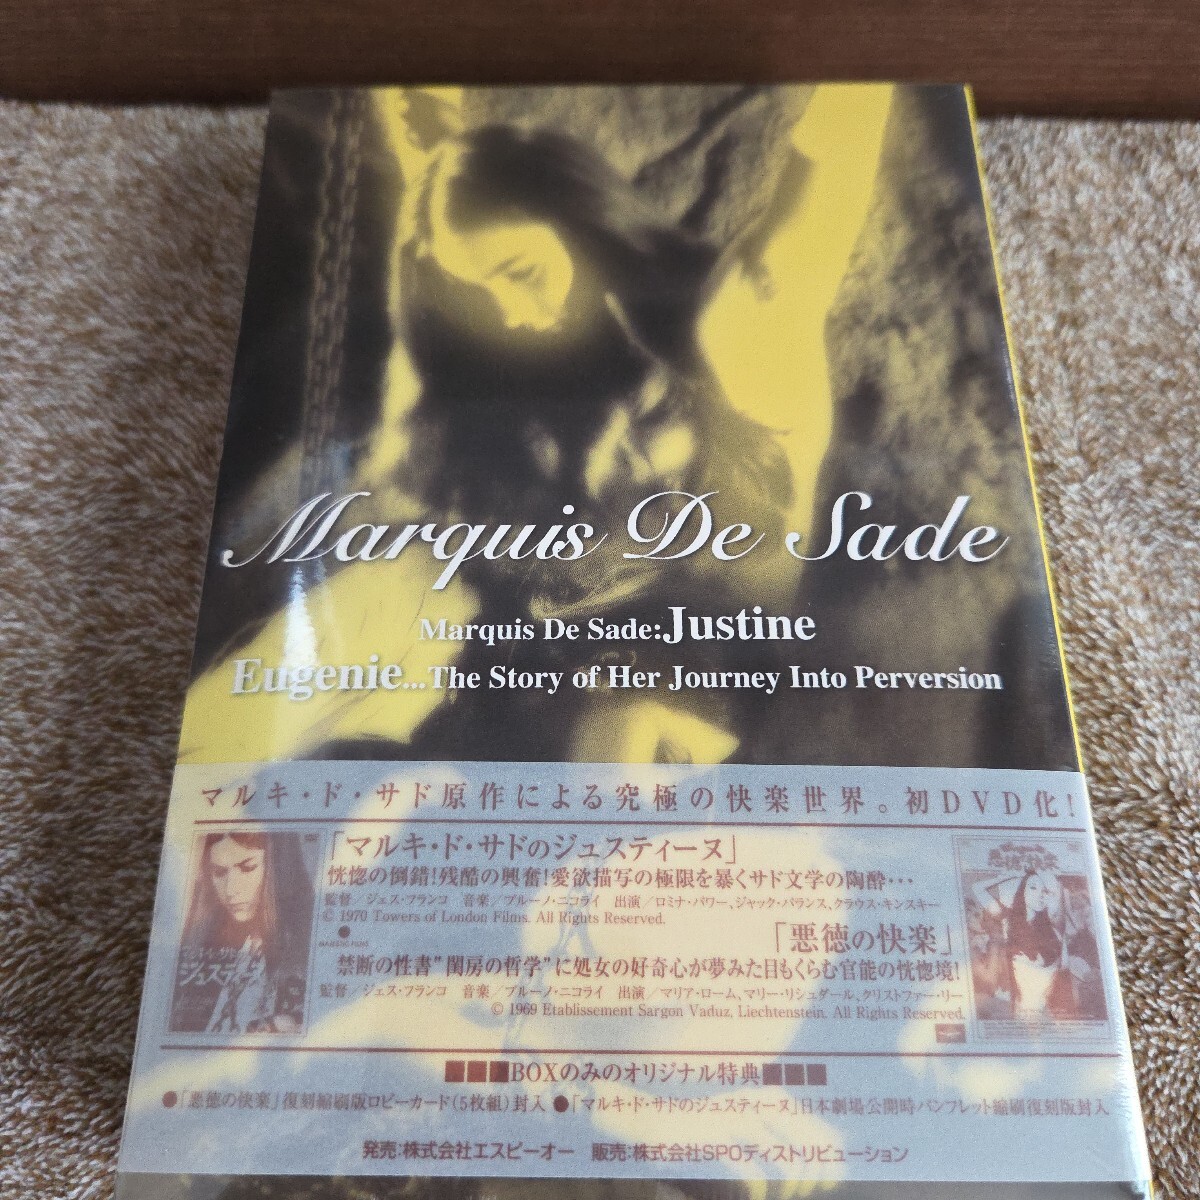 Marquis De Sade
Marquis De Sade:Justine
Eugenie...The Story of Her Journey Into Perversion
マルキ・ド・サド原作による究極の快楽世界。初DVD化!
「マルキ・ド・サドのジュスティーヌ」
恍惚の倒錯!残酷の興奮!愛欲描写の極限を暴くサド文学の陶酔・・・
監督/ジェス・フランコ 音楽/ブルーノ・ニコライ 出演/ロミナ・パワー、ジャック・パランス、クラウス・キンスキー
© 1970 Towers of London Films. All Rights Reserved.
「悪徳の快楽」
禁断の性書"閨房の哲学"に処女の好奇心が夢みた目もくらむ官能の恍惚境!
監督/ジェス・フランコ 音楽/ブルーノ・ニコライ 出演/マリア・ローム、マリー・リシュダール、クリストファー・リー
© 1969 Etablissement Sargon Vaduz, Liechtenstein. All Rights Reserved.
■■■BOXのみのオリジナル特典■■■
●「悪徳の快楽」復刻縮刷版ロビーカード(5枚組)封入 ●「マルキ・ド・サドのジュスティーヌ」日本劇場公開時パンフレット縮刷復刻版封入
発売:株式会社エスピーオー 販売:株式会社SPOディストリビューション